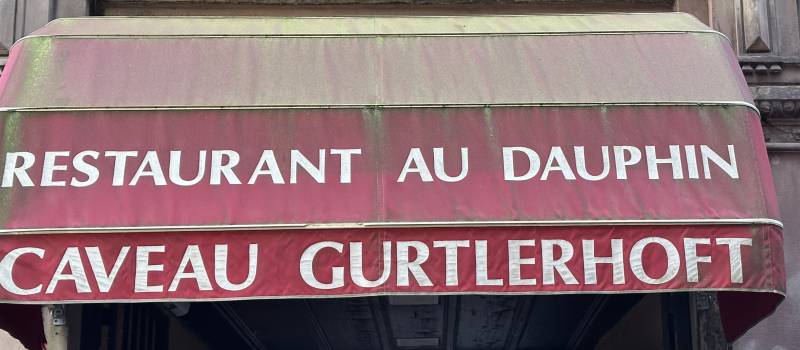 RESTAURANT AU DAUPHIN
CAVEAU GURTLERHOFT